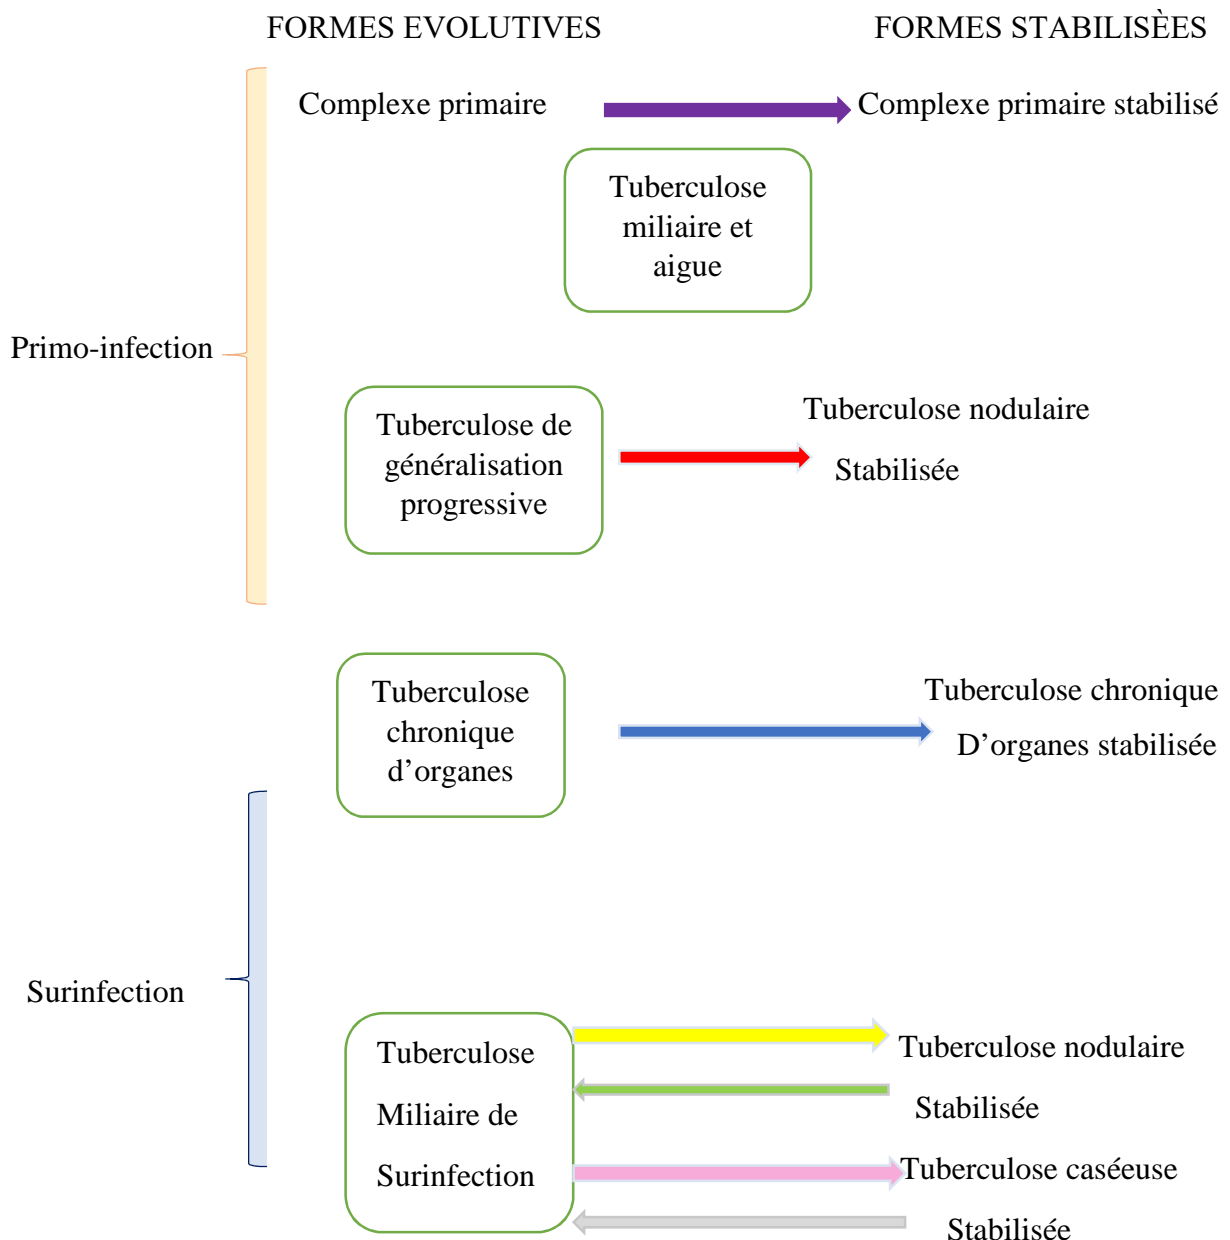 FORMES EVOLUTIVES
FORMES STABILISÈES
Complexe primaire
Complexe primaire stabilisé
Tuberculose
miliaire et
aigue
Primo-infection
Tuberculose de
généralisation
progressive
Tuberculose nodulaire
Stabilisée
Tuberculose
chronique
d’organes
Tuberculose chronique
D’organes stabilisée
Surinfection
Tuberculose
Miliaire de
Surinfection
Tuberculose nodulaire
Stabilisée
Tuberculose caséeuse
Stabilisée